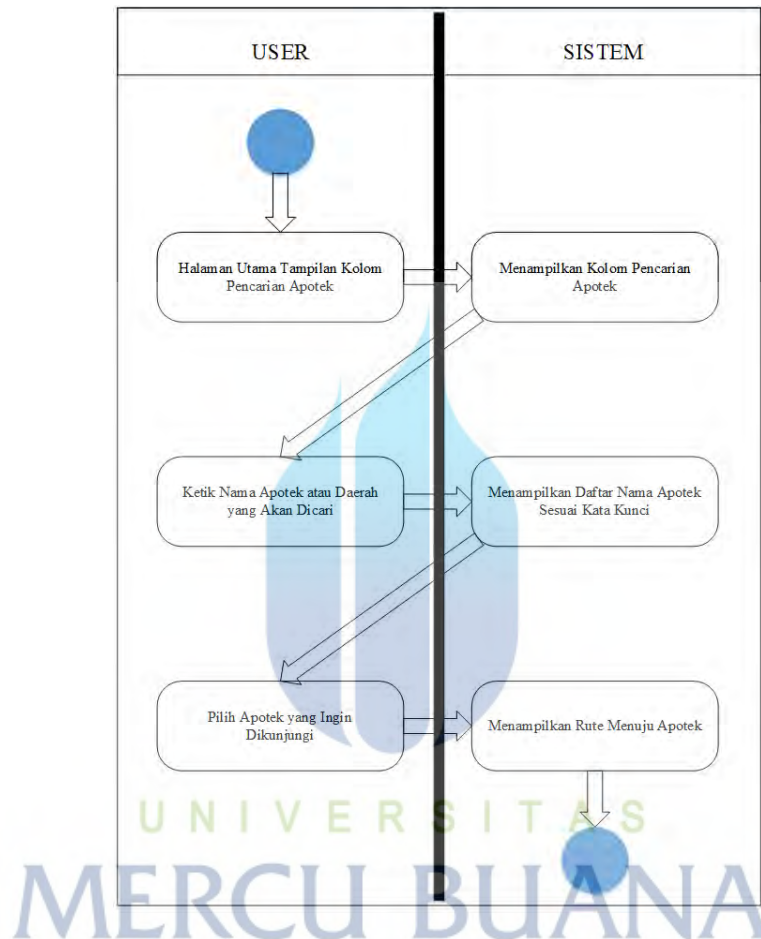 USER
SISTEM
Halaman Utama Tampilan Kolom
Pencarian Apotek
Menampilkan Kolom Pencarian
Apotek
Ketik Nama Apotek atau Daerah
yang Akan Dicari
Menampilkan Daftar Nama Apotek
Sesuai Kata Kunci
Pilih Apotek yang Ingin
Dikunjungi
Menampilkan Rute Menuju Apotek
UNIVERSITAS
MERCU BUANA